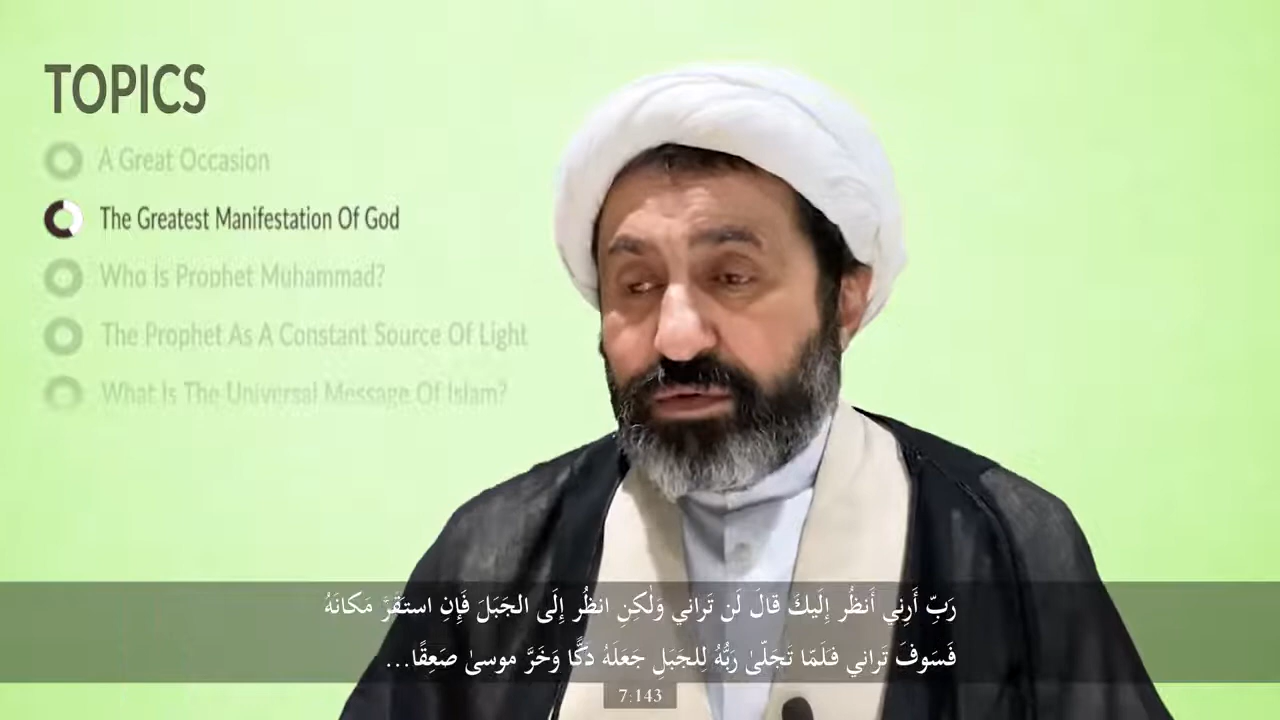 TOPICS
A Great Occasion
The Greatest Manifestation Of God
Who Is Prophet Muhammad?
The Prophet As A Constant Source Of Light
What Is The Universal Message Of Islam?
رَبِّ أَرِني أَنظُر إِلَيكَ قالَ لَن تَراني وَلٰكِنِ انظُر إِلَى الجَبَلِ فَإِنِ استَقَرَّ مَكانَهُ
فَسَوفَ تَراني فَلَمّا تَجَلّىٰ رَبُّهُ لِلجَبَلِ جَعَلَهُ دَكًّا وَخَرَّ موسىٰ صَعِقًا...
7:143